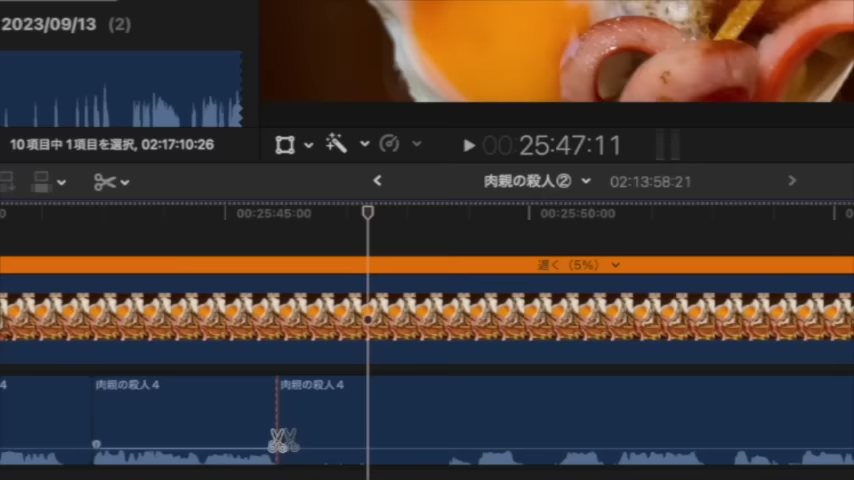 2023/09/13 (2)
10項目中1項目を選択, 02:17:10:26
00:25:47:11
肉親の殺人② 02:13:58:21
00:25:45:00 00:25:50:00
遅く (5%)
4 肉親の殺人4 肉親の殺人4